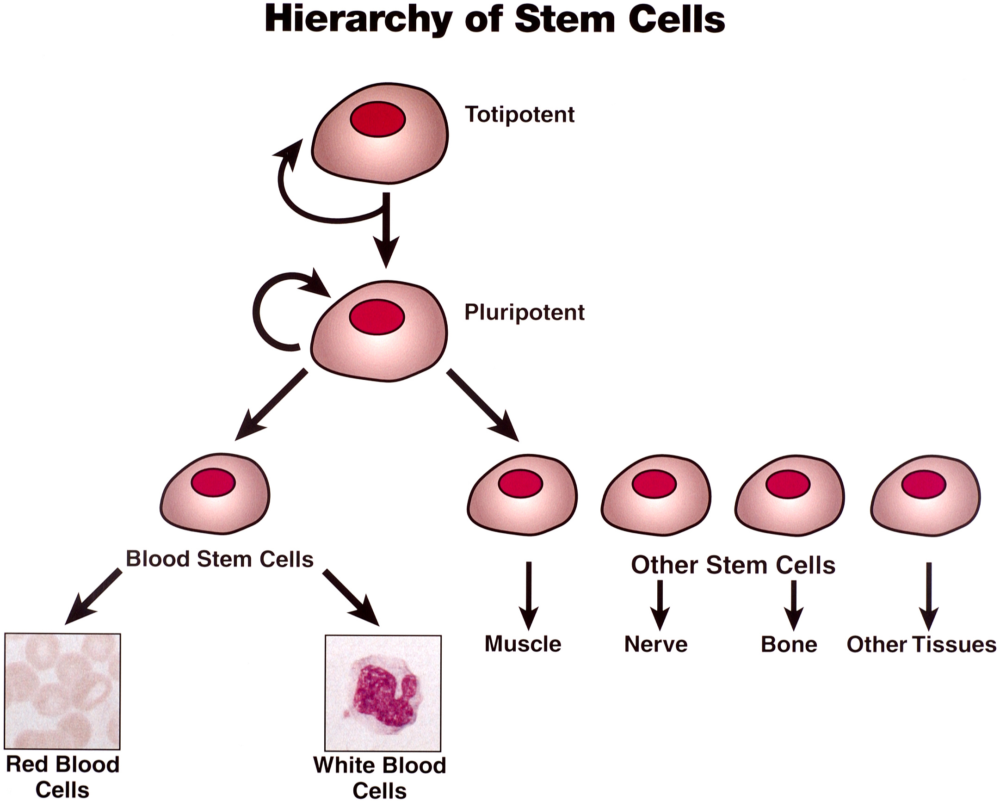 Hierarchy of Stem Cells
Totipotent
Pluripotent
Blood Stem Cells
Other Stem Cells
Muscle
Nerve
Bone
Other Tissues
Red Blood
Cells
White Blood
Cells